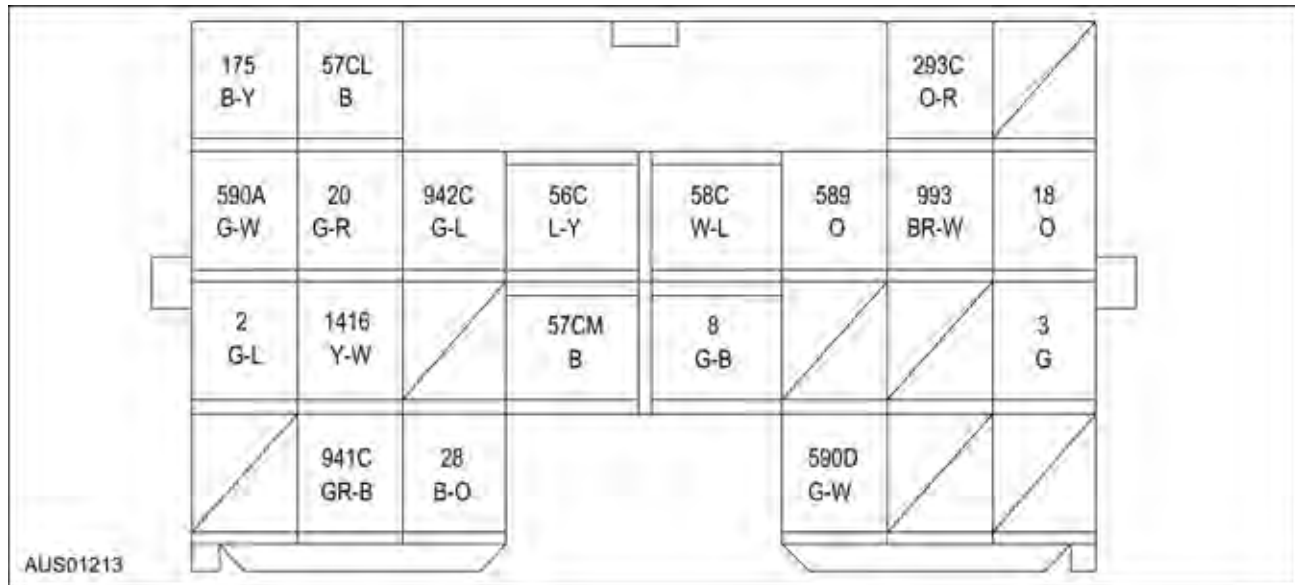 175
B-Y
57CL
B
293C
O-R
590A
G-W
20
G-R
942C
G-L
56C
L-Y
58C
W-L
589
O
993
BR-W
18
O
2
G-L
1416
Y-W
57CM
B
8
G-B
3
G
941C
GR-B
28
B-O
590D
G-W
AUS01213